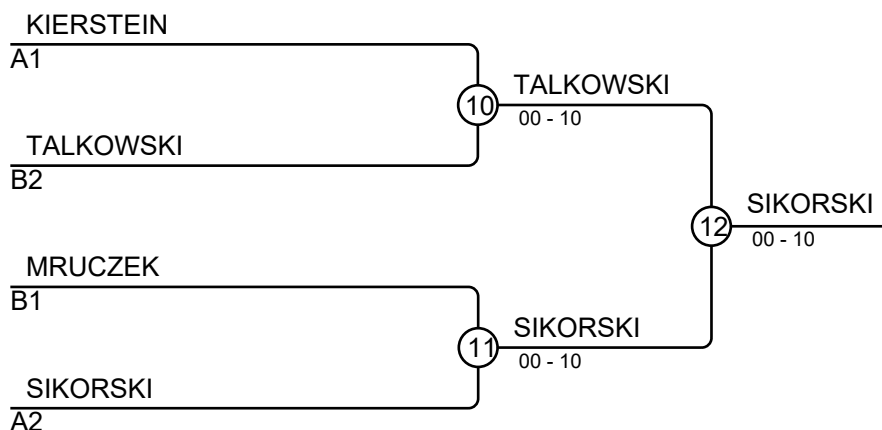 KIERSTEIN
A1
10
TALKOWSKI
00 - 10
TALKOWSKI
B2
12
SIKORSKI
00 - 10
MRUCZEK
B1
11
SIKORSKI
00 - 10
SIKORSKI
A2